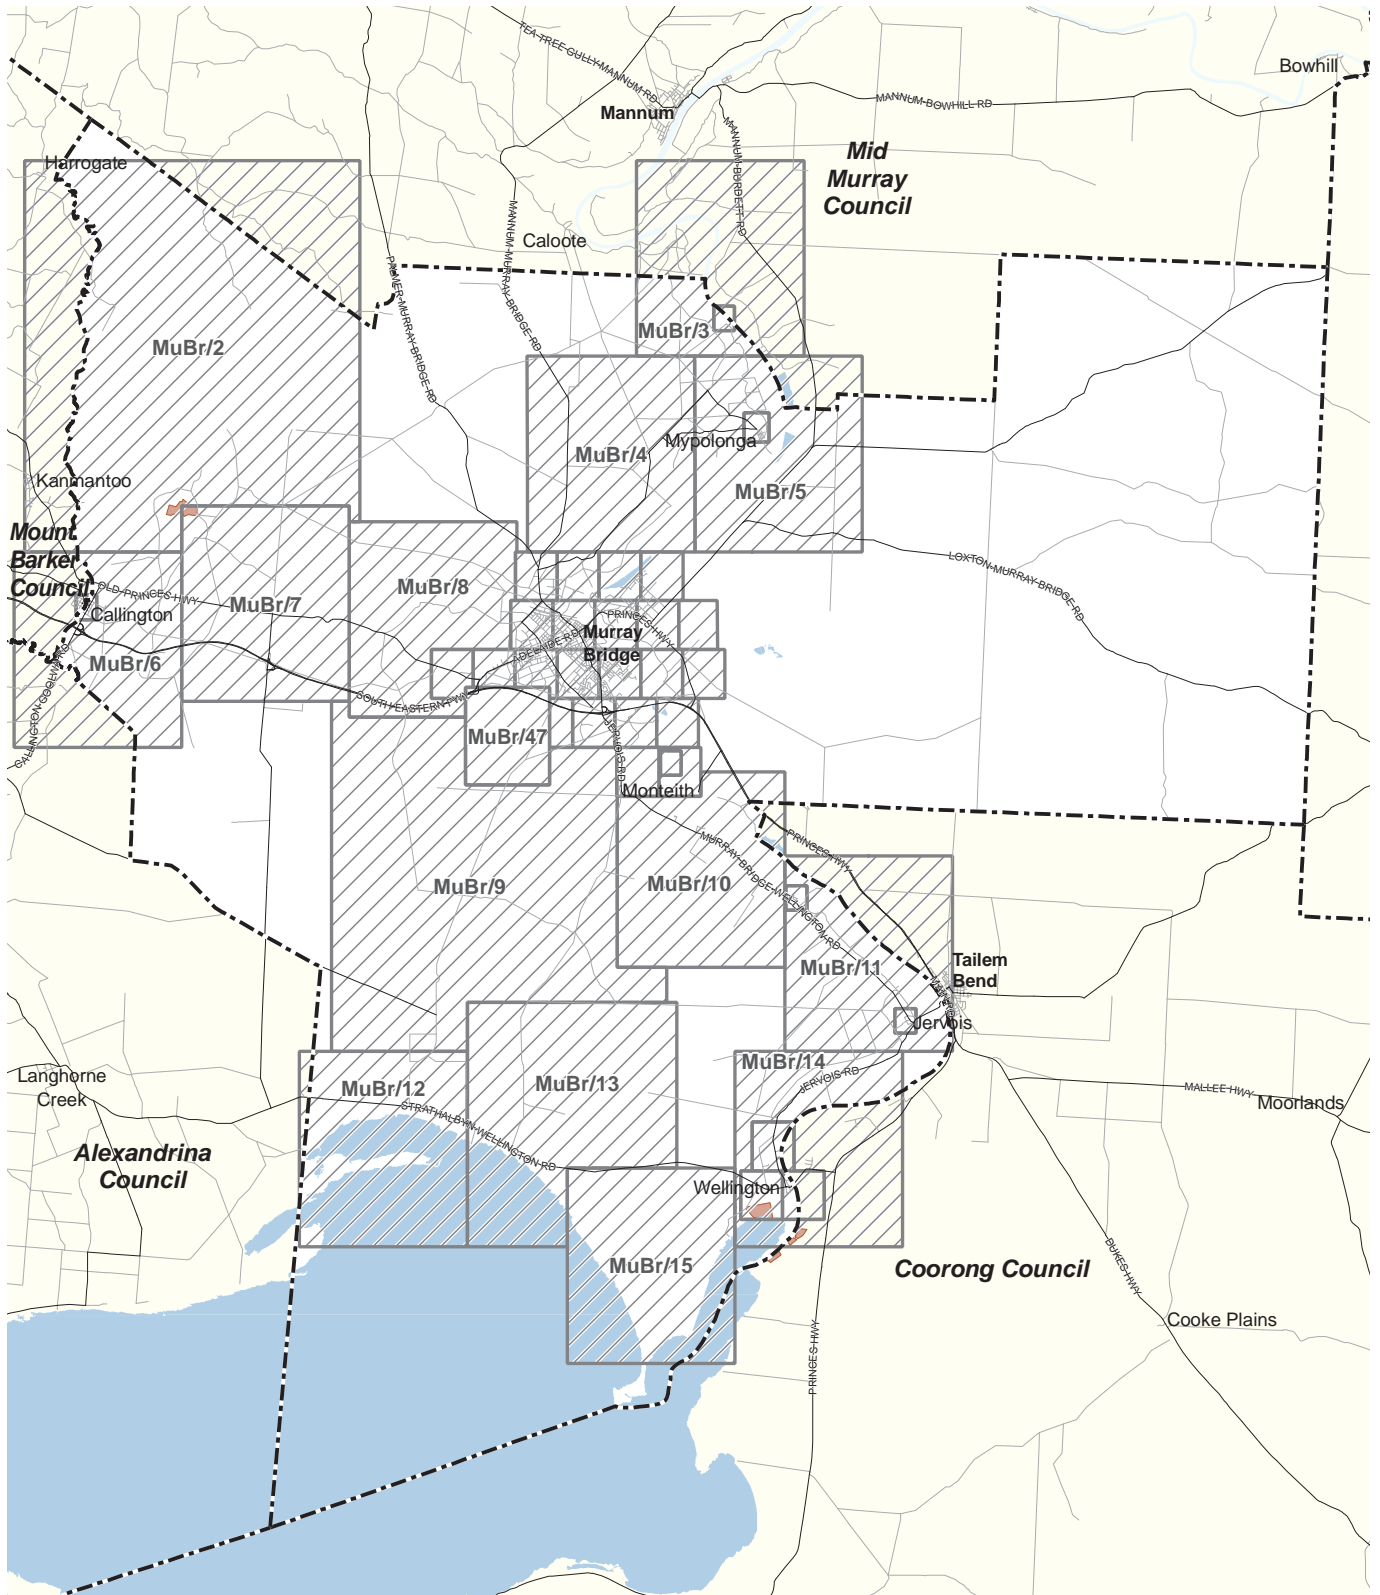 Bowhill
TEA TREE GULLY-MANNUM RD
Mannum
MANNUM-BOWHILL RD
MANNUM-BURDETT RD
Mid
Murray
Council
Harrogate
MANNUM-MURRAY-BRIDGE-RD
Caloote
PALMER-MURRAY-BRIDGE-RD
MuBr/3
MuBr/2
MuBr/4
Mypolonga
MuBr/5
Kanmantoo
Mount
Barker
Council
OLD-PRINCES-HWY
Callington
MuBr/7
MuBr/8
LOXTON-MURRAY-BRIDGE-RD
PRINCES-HWY
Murray
Bridge
ADELAIDE-RD
MuBr/6
CALLINGTON-GOOLWA-RD
SOUTH-EASTERN-FWY
MuBr/47
JERVOIS-RD
Monteith
PRINCES-HWY
MURRAY-BRIDGE-WELLINGTON-RD
MuBr/9
MuBr/10
MuBr/11
Tailem
Bend
Jervois
MuBr/14
JERVOIS-RD
Langhorne
Creek
MuBr/12
MuBr/13
MALLEE-HWY
Moorlands
STRATHALBYN-WELLINGTON-RD
Alexandrina
Council
Wellington
MuBr/15
Coorong Council
DUKES-HWY
Cooke Plains
PRINCES-HWY